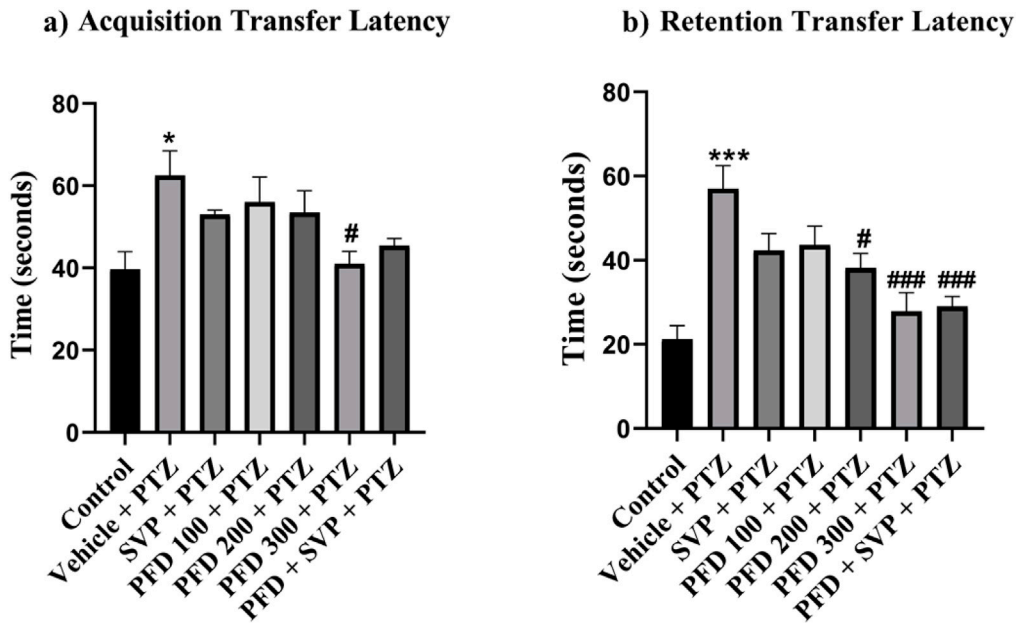 a) Acquisition Transfer Latency
Time (seconds)
80
60
40
20
0
*
#
Control
Vehicle + PTZ
SVP + PTZ
PFD 100 + PTZ
PFD 200 + PTZ
PFD 300 + PTZ
PFD + SVP + PTZ
b) Retention Transfer Latency
Time (seconds)
80
60
40
20
0
***
#
###
###
Control
Vehicle + PTZ
SVP + PTZ
PFD 100 + PTZ
PFD 200 + PTZ
PFD 300 + PTZ
PFD + SVP + PTZ